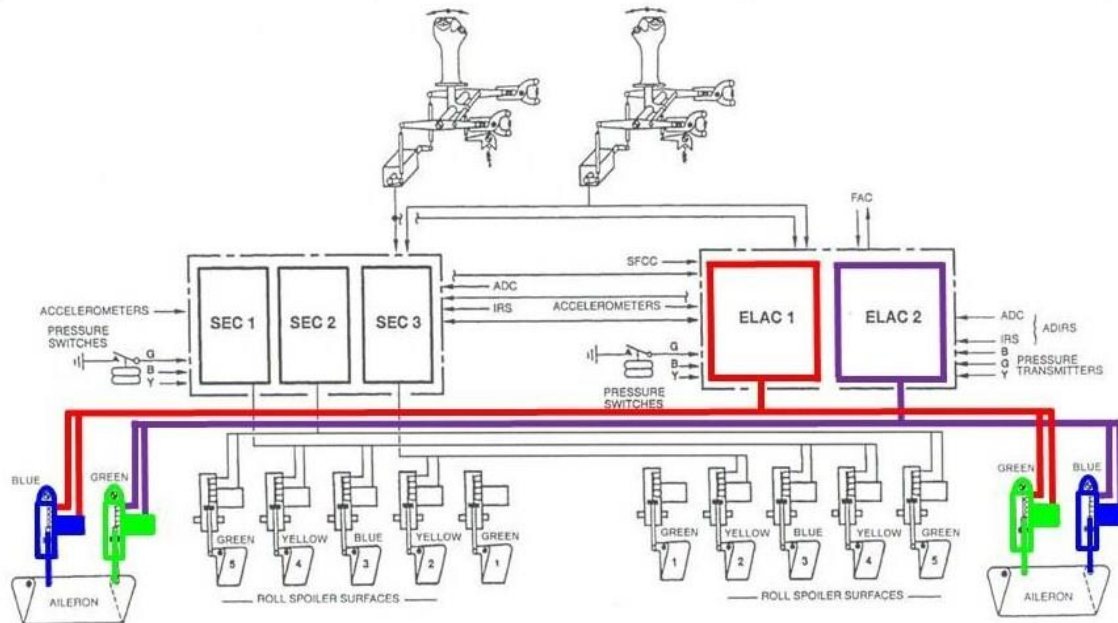 FAC
SFCC
ADC
IRS
ACCELEROMETERS
ACCELEROMETERS
PRESSURE
SWITCHES
G
B
Y
SEC 1
SEC 2
SEC 3
G
B
Y
PRESSURE
SWITCHES
ELAC 1
ELAC 2
ADC
IRS
ADIRS
B
G
Y
PRESSURE
TRANSMITTERS
BLUE
GREEN
GREEN
BLUE
GREEN
YELLOW
BLUE
YELLOW
GREEN
GREEN
YELLOW
BLUE
YELLOW
GREEN
5
4
3
2
1
1
2
3
4
5
AILERON
ROLL SPOILER SURFACES
ROLL SPOILER SURFACES
AILERON